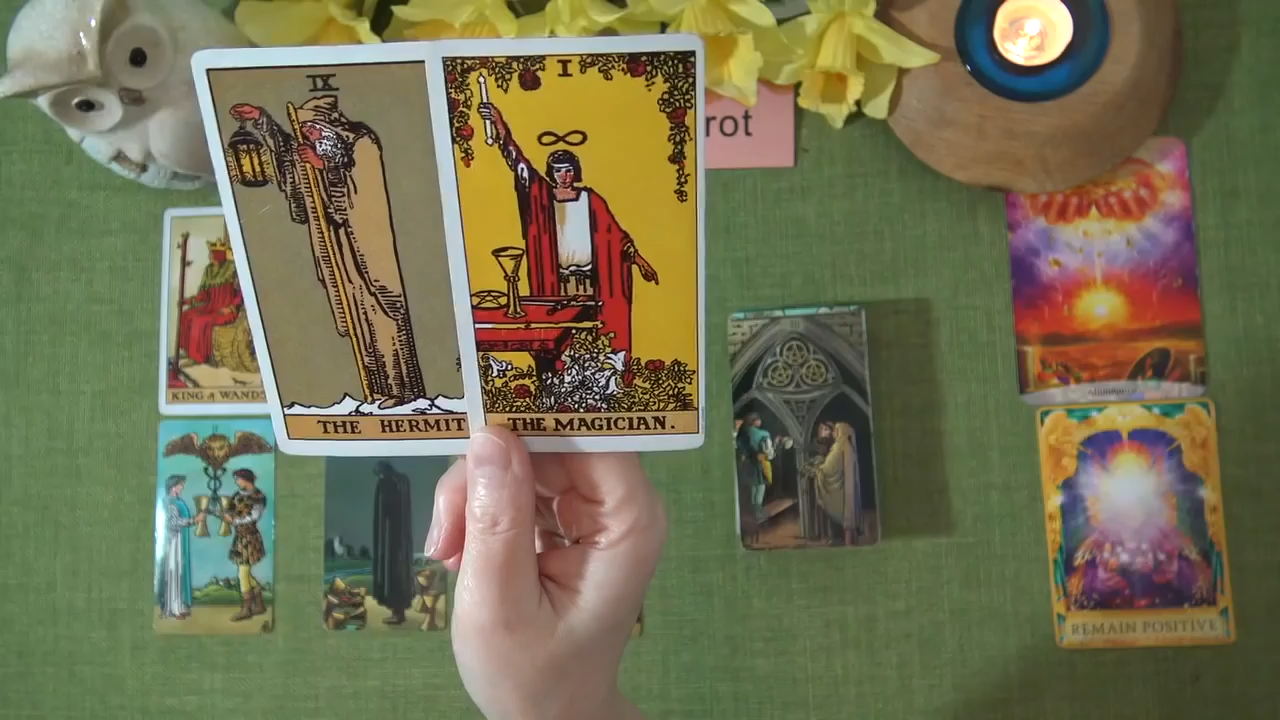 IX
I
rot
THE HERMIT
THE MAGICIAN.
KING of WANDS
REMAIN POSITIVE